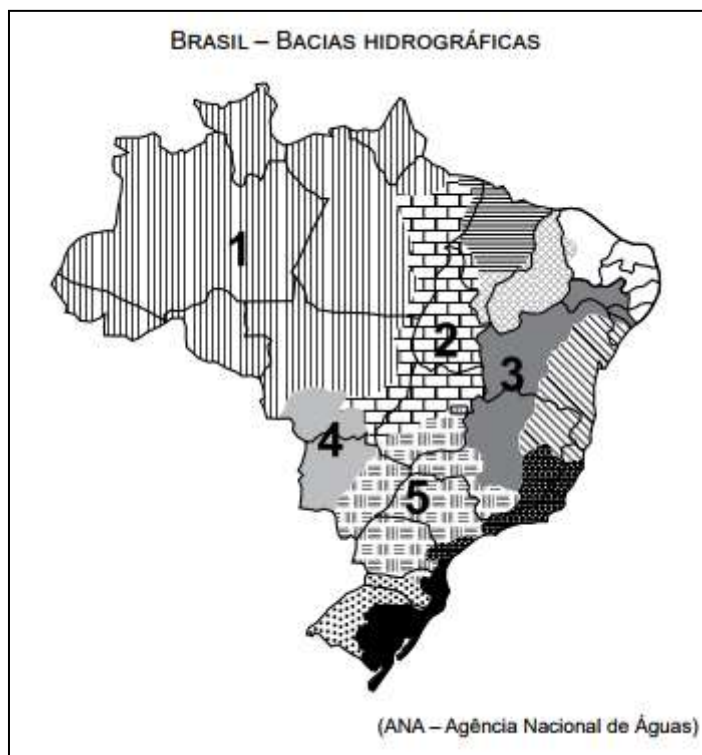 BRASIL – BACIAS HIDROGRÁFICAS
1
2
3
4
5
(ANA – Agência Nacional de Águas)